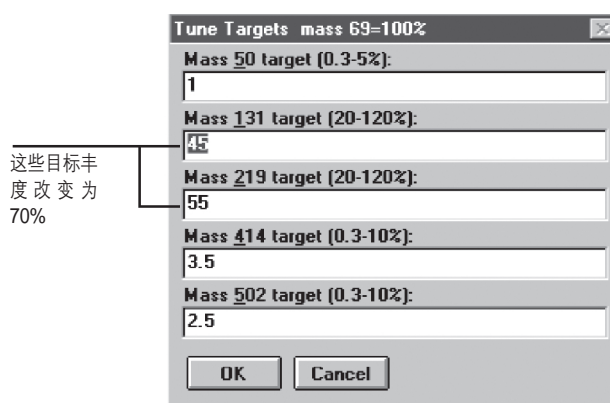 Tune Targets mass 69=100%
Mass 50 target (0.3-5%):
1
Mass 131 target (20-120%):
45
Mass 219 target (20-120%):
55
Mass 414 target (0.3-10%):
3.5
Mass 502 target (0.3-10%):
2.5
OK Cancel
这些目标丰
度改变为
70%